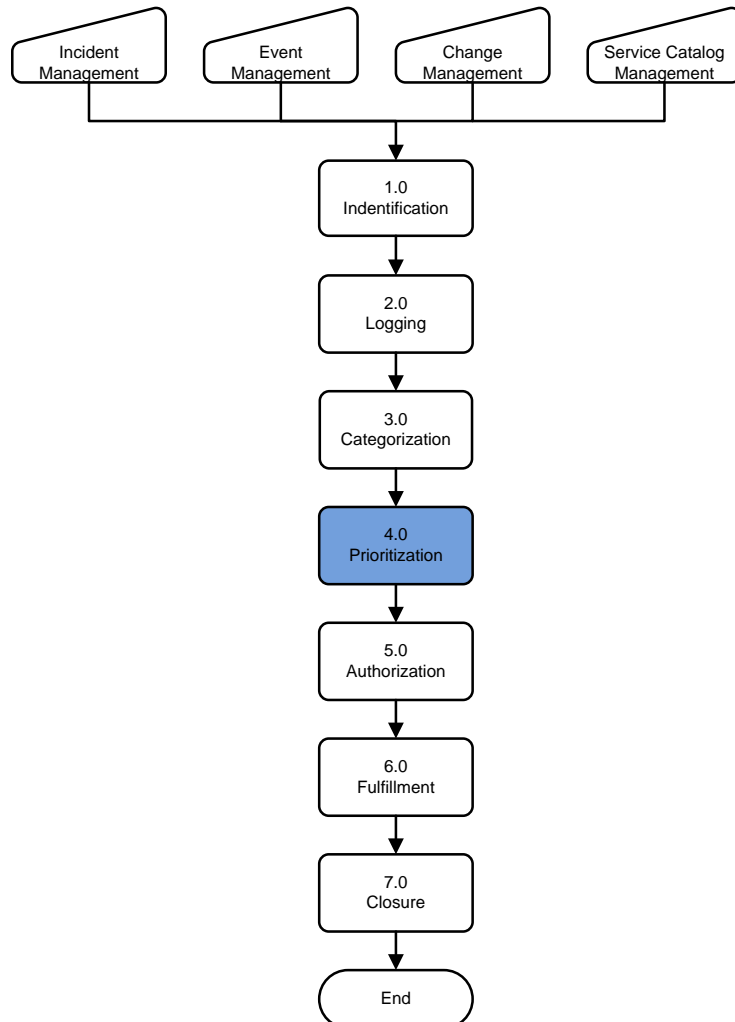 Incident
Management
Event
Management
Change
Management
Service Catalog
Management
1.0
Indentification
2.0
Logging
3.0
Categorization
4.0
Prioritization
5.0
Authorization
6.0
Fulfillment
7.0
Closure
End